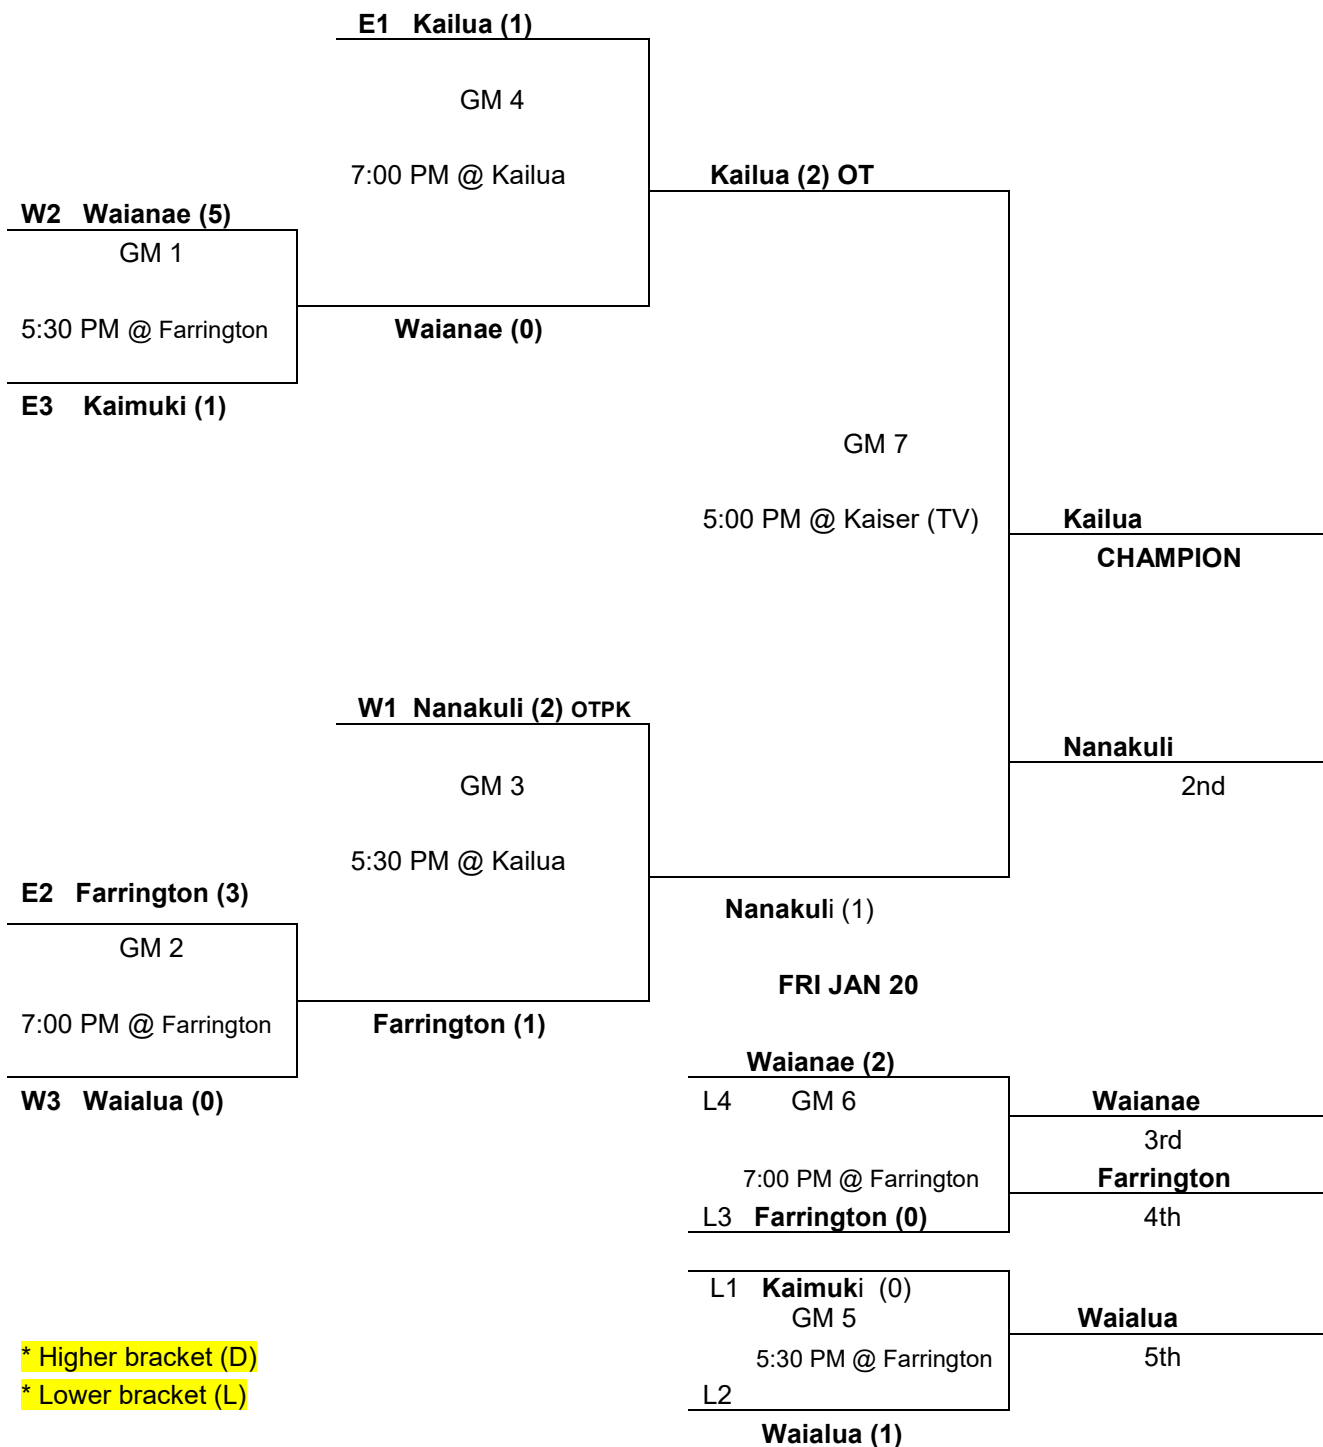 E1 Kailua (1)
GM 4
7:00 PM @ Kailua
Kailua (2) OT
W2 Waianae (5)
GM 1
5:30 PM @ Farrington
Waianae (0)
E3 Kaimuki (1)
GM 7
5:00 PM @ Kaiser (TV)
Kailua
CHAMPION
W1 Nanakuli (2) OTPK
Nanakuli
GM 3
2nd
5:30 PM @ Kailua
E2 Farrington (3)
Nanakuli (1)
GM 2
FRI JAN 20
7:00 PM @ Farrington
Farrington (1)
Waianae (2)
W3 Waialua (0)
L4 GM 6
Waianae
3rd
7:00 PM @ Farrington
Farrington
L3 Farrington (0)
4th
L1 Kaimuki (0)
GM 5
Waialua
* Higher bracket (D)
5:30 PM @ Farrington
5th
* Lower bracket (L)
L2
Waialua (1)